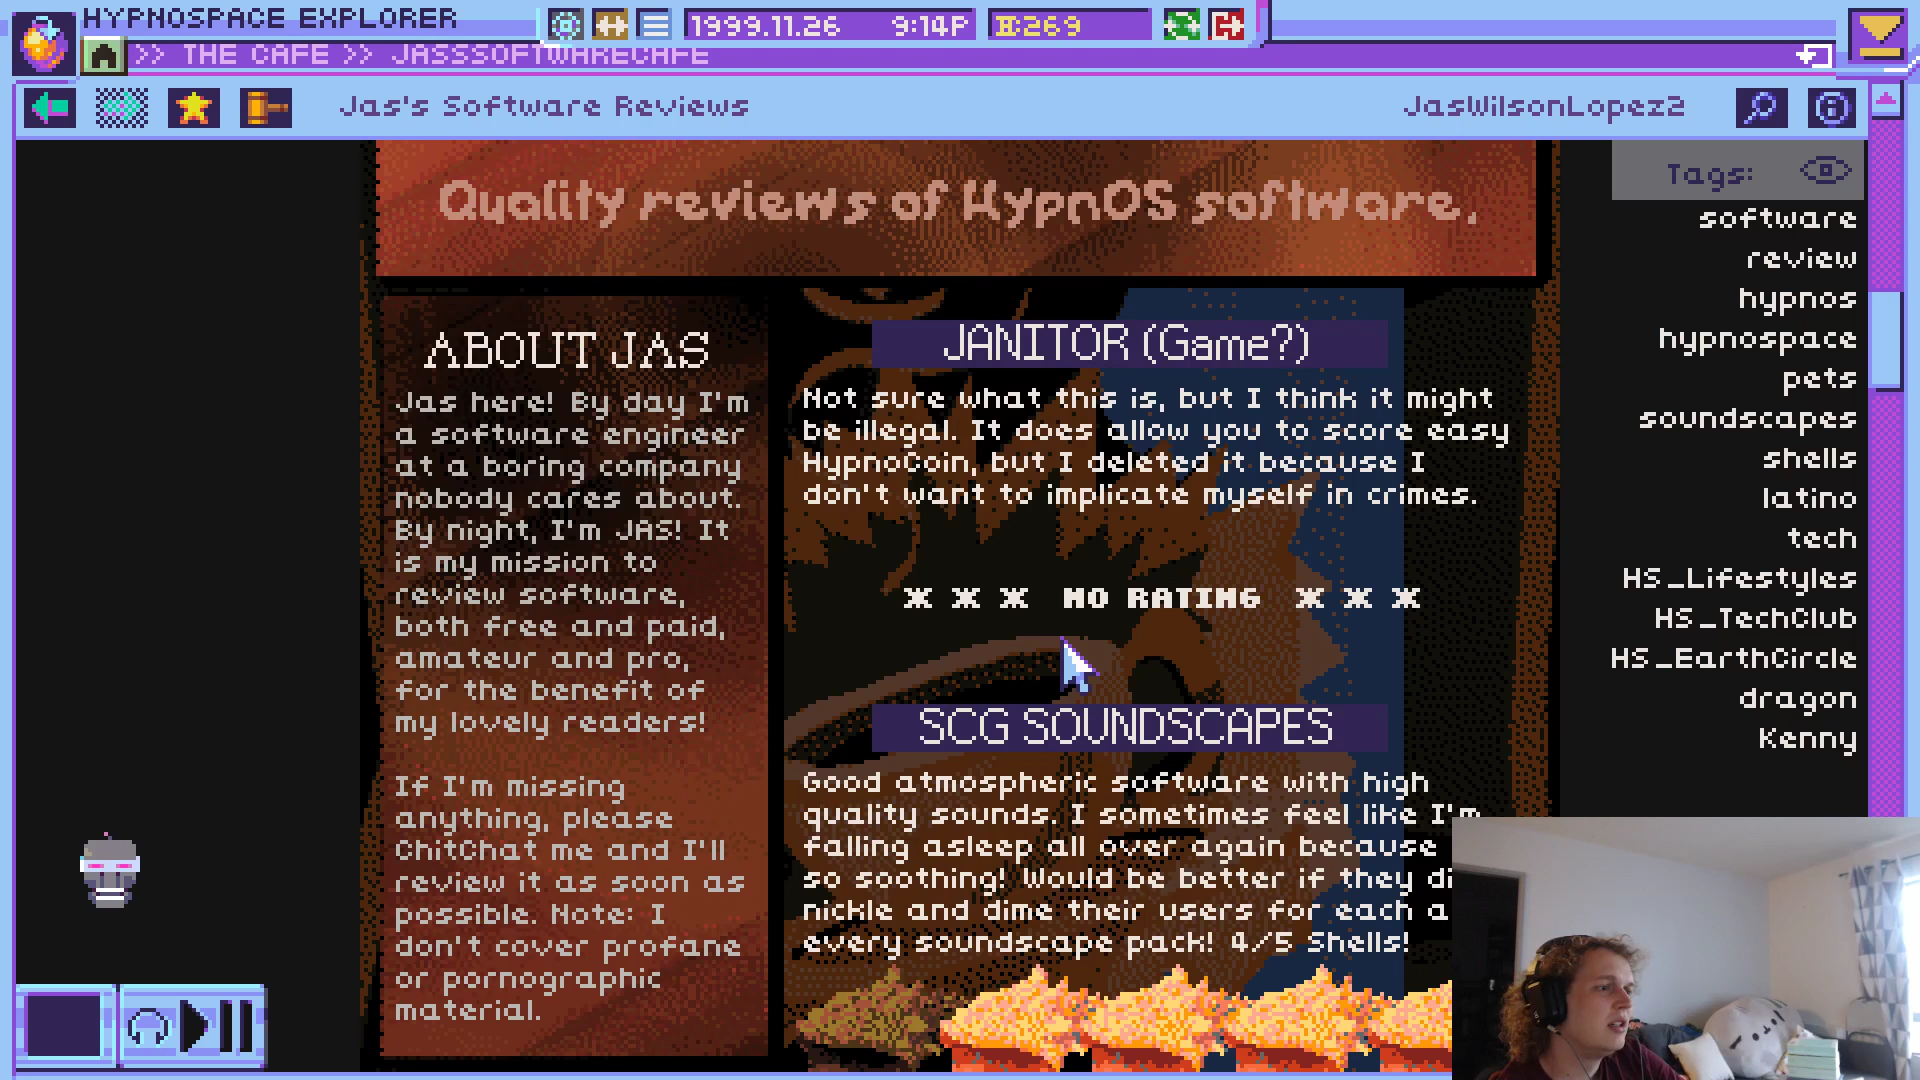 HYPNOSPACE EXPLORER
1999.11.26 9:14P
269
>> THE CAFE >> JASSSOFTWARECAFE
Jas's Software Reviews
JasWilsonLopez2
Quality reviews of HypnOS software.
Tags:
software
review
hypnos
hypnospace
pets
soundscapes
shells
latino
tech
HS_Lifestyles
HS_TechClub
HS_EarthCircle
dragon
Kenny
ABOUT JAS
Jas here! By day I'm
a software engineer
at a boring company
nobody cares about.
By night, I'm JAS! It
is my mission to
review software,
both free and paid,
amateur and pro,
for the benefit of
my lovely readers!
If I'm missing
anything, please
ChitChat me and I'll
review it as soon as
possible. Note: I
don't cover profane
or pornographic
material.
JANITOR (Game?)
Not sure what this is, but I think it might
be illegal. It does allow you to score easy
HypnoCoin, but I deleted it because I
don't want to implicate myself in crimes.
* * * NO RATING * * *
SCG SOUNDSCAPES
Good atmospheric software with high
quality sounds. I sometimes feel like I'm
falling asleep all over again because
so soothing! Would be better if they di
nickle and dime their users for each a
every soundscape pack! 4/5 Shells!